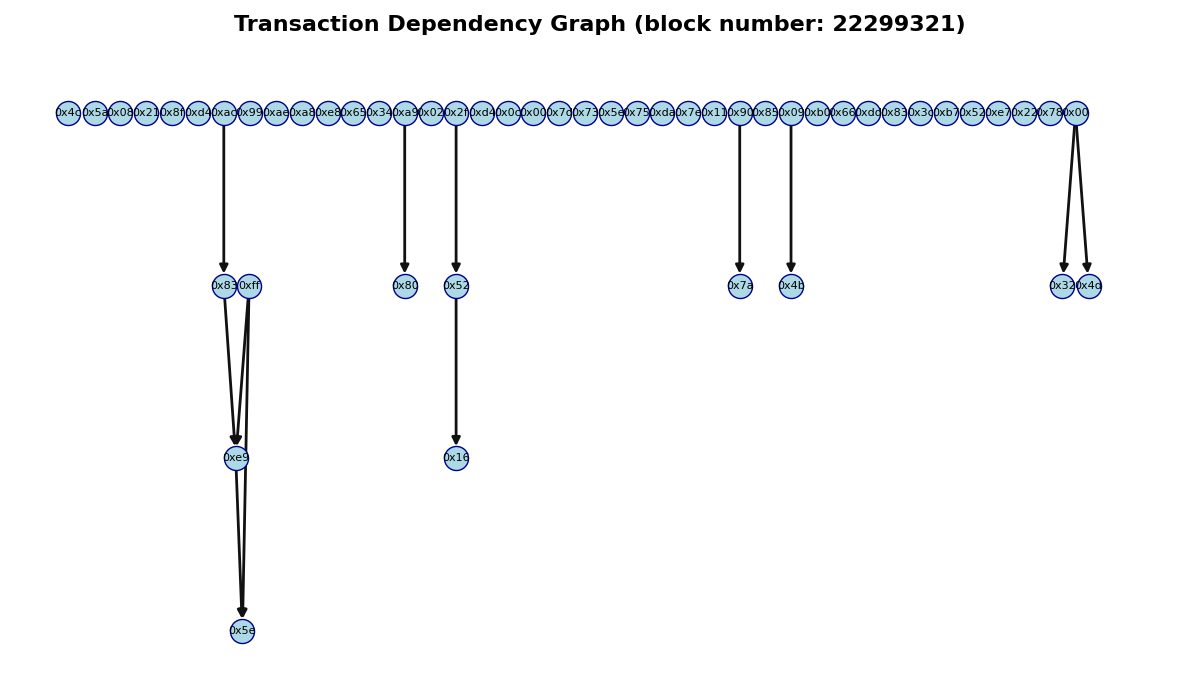 Transaction Dependency Graph (block number: 22299321)
0x4c 0x5a 0x08 0x21 0x8f 0xd4 0xac 0x99 0xae 0xa8 0xe8 0x65 0x34 0xa9 0x02 0x2f 0xd4 0x0c 0x00 0x7c 0x73 0x5e 0x75 0xda 0x7e 0x11 0x90 0x85 0x09 0xb0 0x66 0xdd 0x83 0x3c 0xb7 0x52 0xe7 0x22 0x78 0x00
0x83 0xff 0x80 0x52 0x7a 0x4b 0x32
0xe9 0x16
0x5e